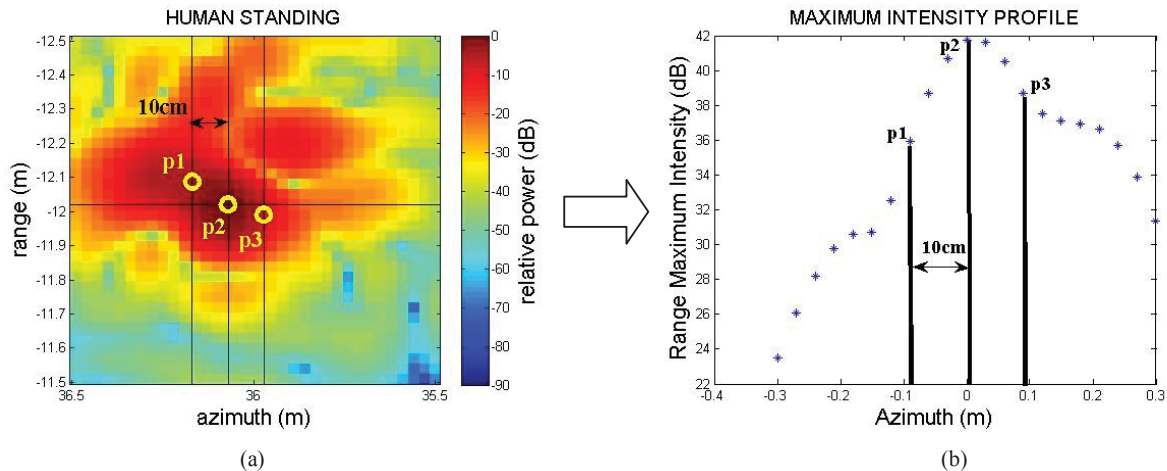 HUMAN STANDING
-12.5
-12.4
-12.3
-12.2
-12.1
-12
-11.9
-11.8
-11.7
-11.6
-11.5
range (m)
10cm
p1
p2
p3
36.5
36
35.5
azimuth (m)
0
-10
-20
-30
-40
-50
-60
-70
-80
-90
relative power (dB)
(a)
MAXIMUM INTENSITY PROFILE
42
40
38
36
34
32
30
28
26
24
22
Range Maximum Intensity (dB)
p1
p2
p3
10cm
-0.4
-0.3
-0.2
-0.1
0
0.1
0.2
0.3
Azimuth (m)
(b)